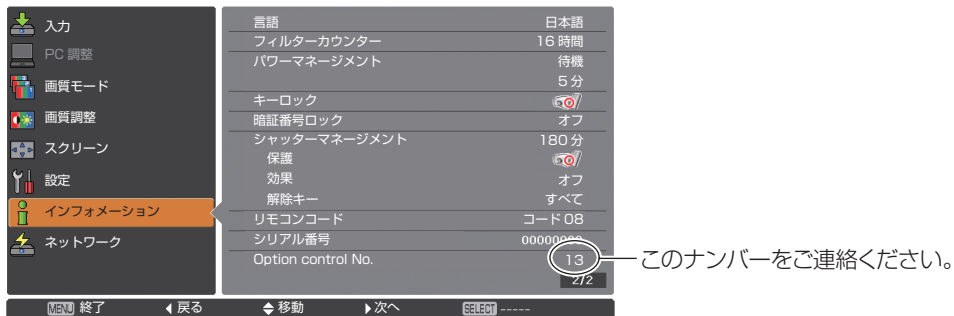 入力
PC 調整
画質モード
画質調整
スクリーン
設定
インフォメーション
ネットワーク
言語 日本語
フィルターカウンター 16 時間
パワーマネージメント 待機
5 分
キーロック
暗証番号ロック オフ
シャッターマネージメント 180 分
保護
効果 オフ
解除キー すべて
リモコンコード コード 08
シリアル番号 00000000
Option control No. 13
2/2
このナンバーをご連絡ください。
MENU 終了 戻る 移動 次へ SELECT -----